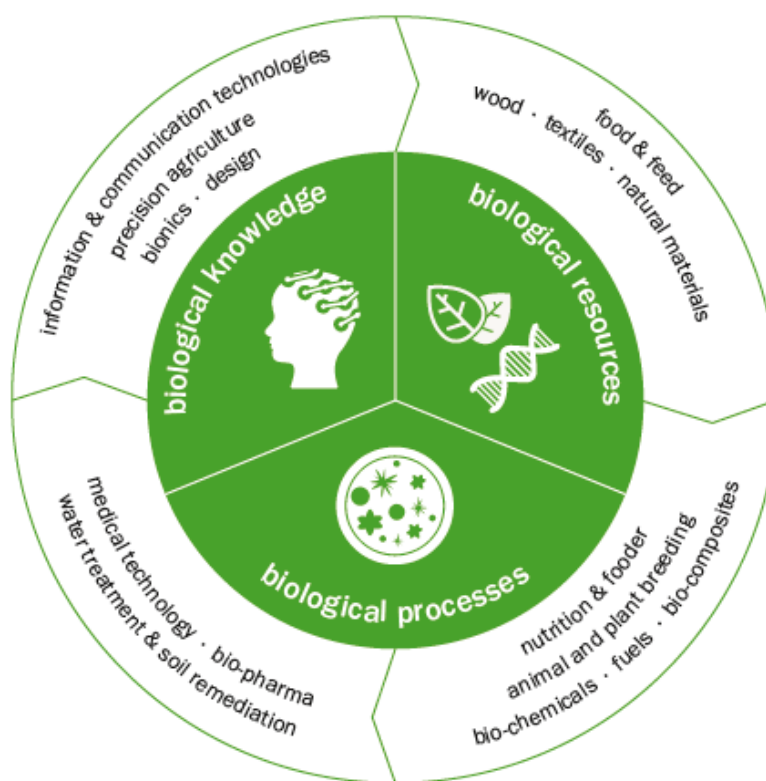 information & communication technologies
precision agriculture
bionics · design
biological knowledge
food & feed
wood · textiles · natural materials
biological resources
nutrition & fooder
animal and plant breeding
bio-chemicals · fuels · bio-composites
biological processes
medical technology · bio-pharma
water treatment & soil remediation